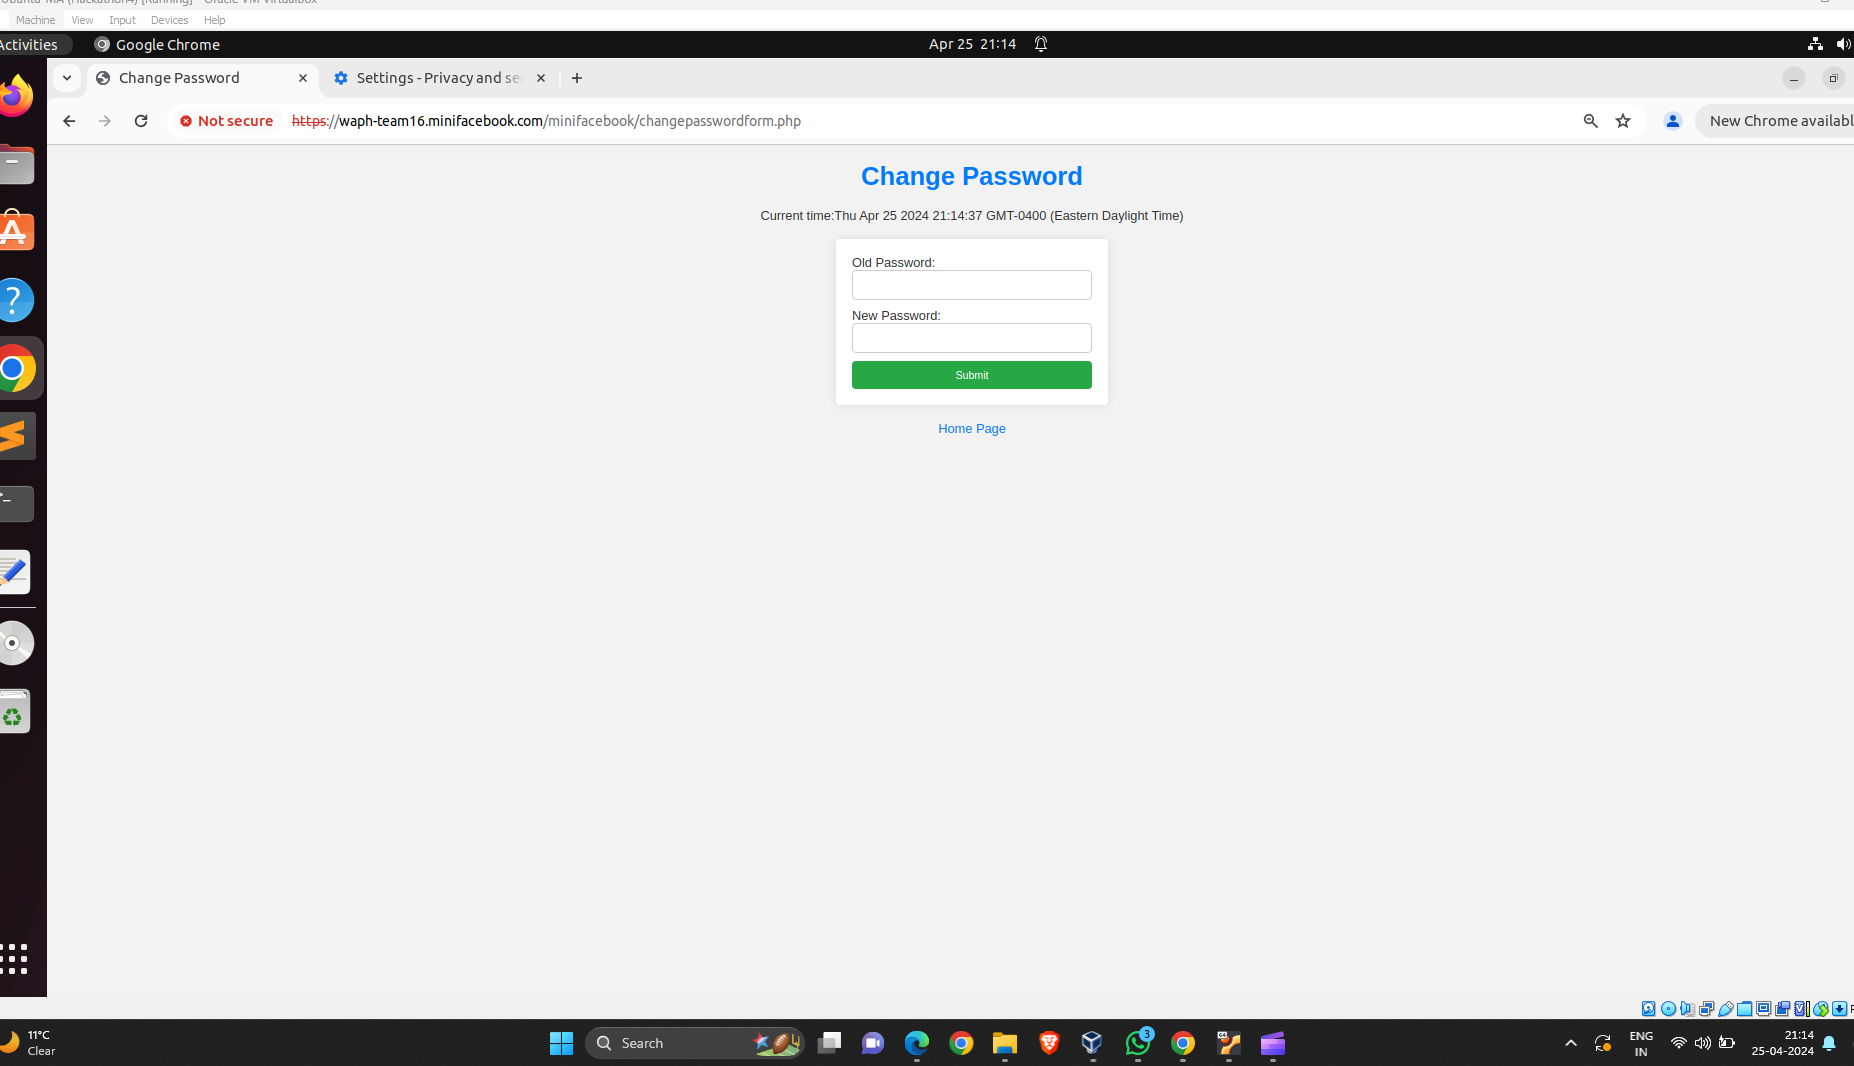 Machine View Input Devices Help
Activities Google Chrome Apr 25 21:14
Change Password Settings - Privacy and se
Not secure https://waph-team16.minifacebook.com/minifacebook/changepasswordform.php New Chrome availabl
Change Password
Current time:Thu Apr 25 2024 21:14:37 GMT-0400 (Eastern Daylight Time)
Old Password:
New Password:
Submit
Home Page
11°C
Clear
Search
3
ENG
IN
21:14
25-04-2024